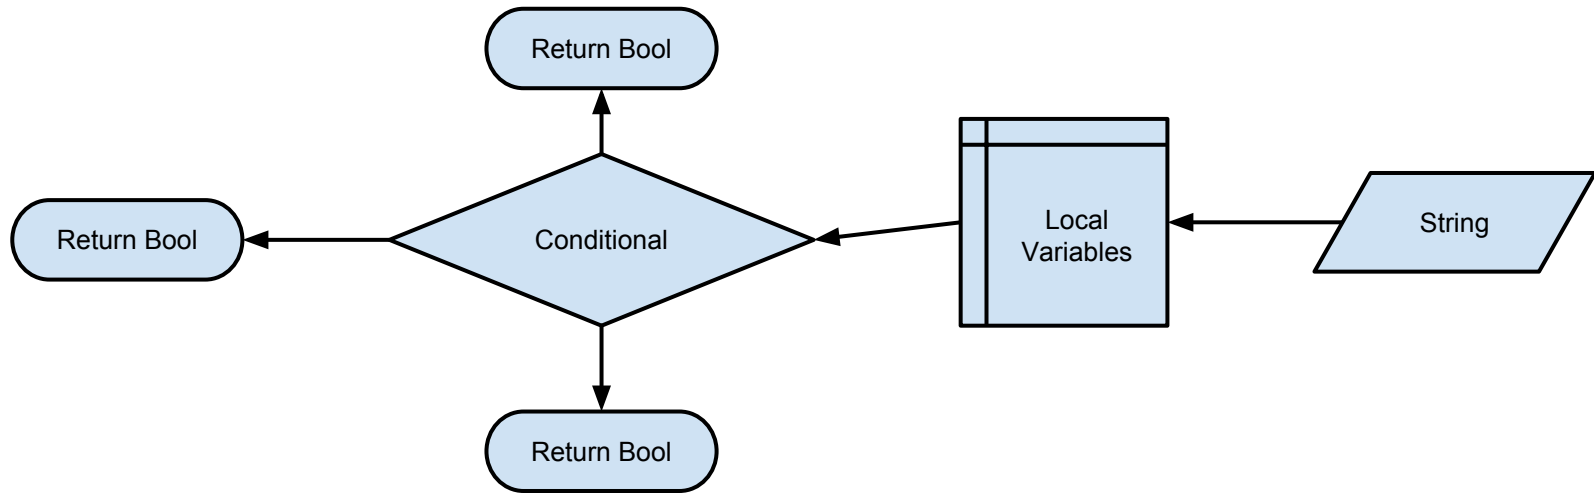 Return Bool
Return Bool
Conditional
Local
Variables
String
Return Bool